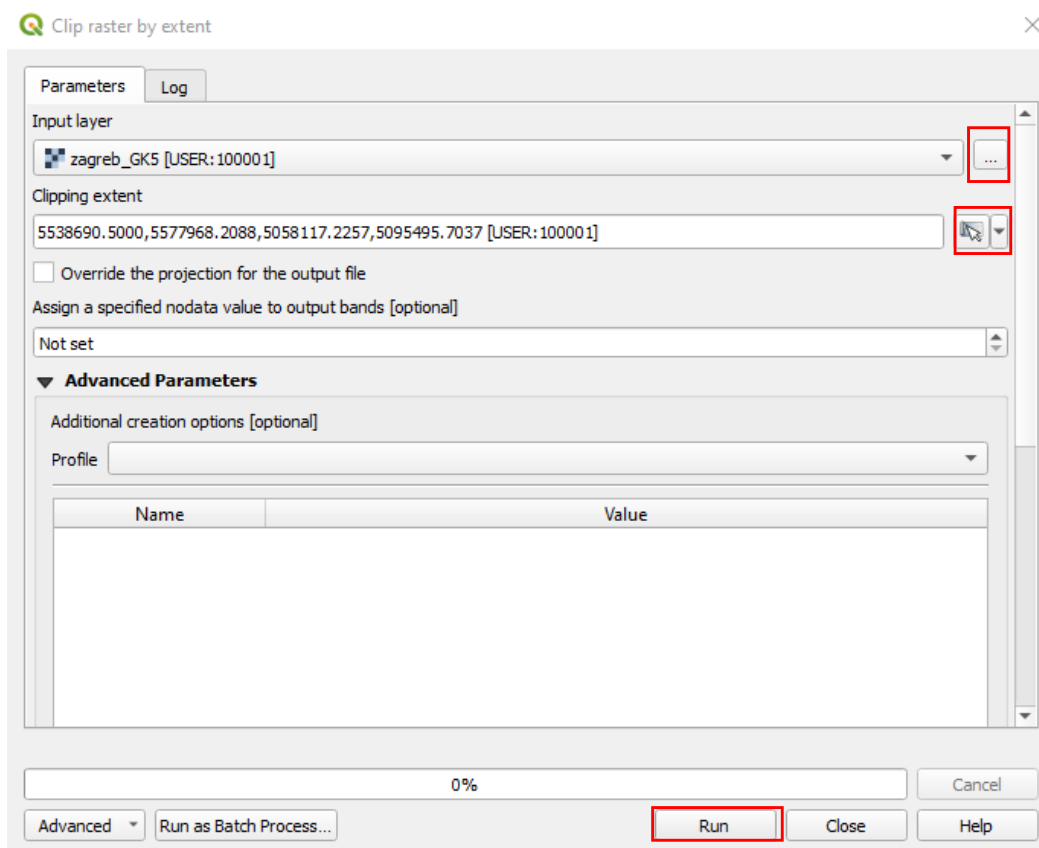 Clip raster by extent
Parameters Log
Input layer
zagreb_GK5 [USER:100001]
...
Clipping extent
5538690.5000,5577968.2088,5058117.2257,5095495.7037 [USER:100001]
Override the projection for the output file
Assign a specified nodata value to output bands [optional]
Not set
Advanced Parameters
Additional creation options [optional]
Profile
Name Value
0% Cancel
Advanced Run as Batch Process... Run Close Help